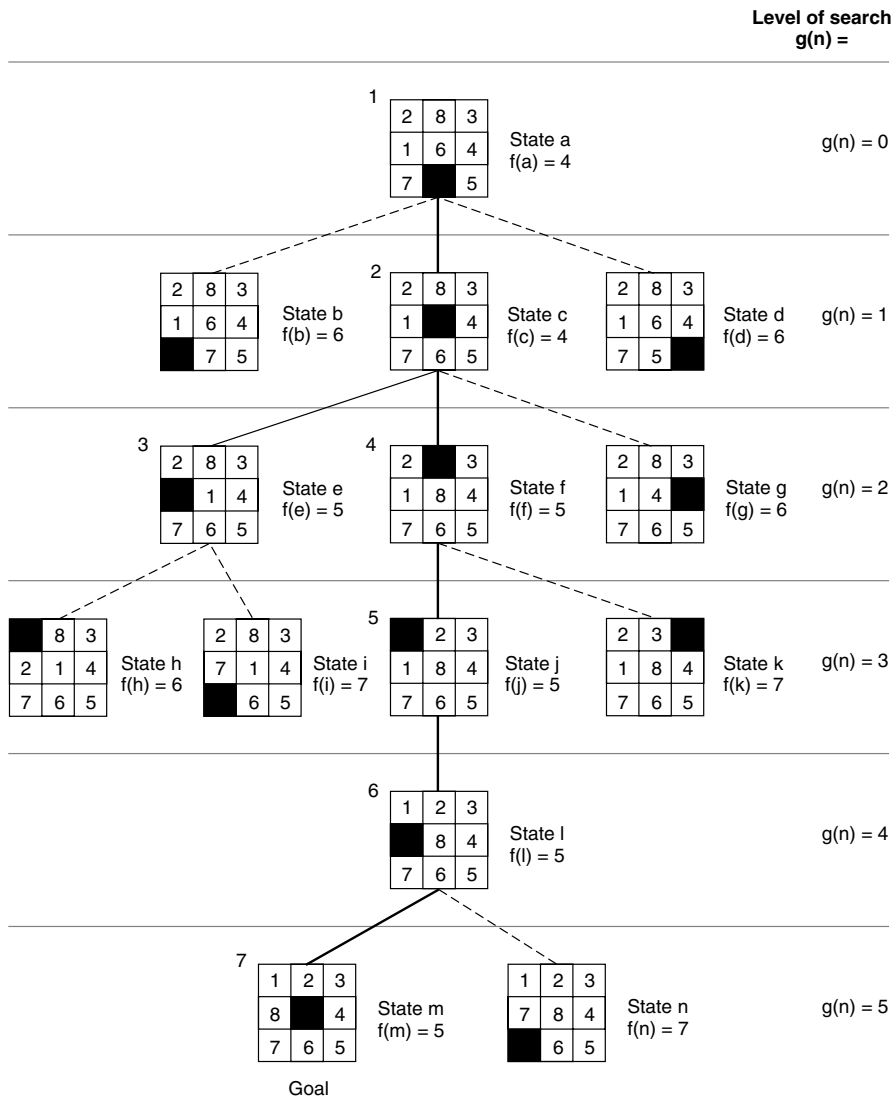 Level of search
g(n) =
1
2 8 3
1 6 4
7 5
State a
f(a) = 4
g(n) = 0
2 8 3
1 6 4
7 5
State b
f(b) = 6
2
2 8 3
1 4
7 6 5
State c
f(c) = 4
2 8 3
1 6 4
7 5
State d
f(d) = 6
g(n) = 1
3
2 8 3
1 4
7 6 5
State e
f(e) = 5
4
2 3
1 8 4
7 6 5
State f
f(f) = 5
2 8 3
1 4
7 6 5
State g
f(g) = 6
g(n) = 2
8 3
2 1 4
7 6 5
State h
f(h) = 6
2 8 3
7 1 4
6 5
State i
f(i) = 7
5
2 3
1 8 4
7 6 5
State j
f(j) = 5
2 3
1 8 4
7 6 5
State k
f(k) = 7
g(n) = 3
6
1 2 3
8 4
7 6 5
State l
f(l) = 5
g(n) = 4
7
1 2 3
8 4
7 6 5
State m
f(m) = 5
Goal
1 2 3
7 8 4
6 5
State n
f(n) = 7
g(n) = 5